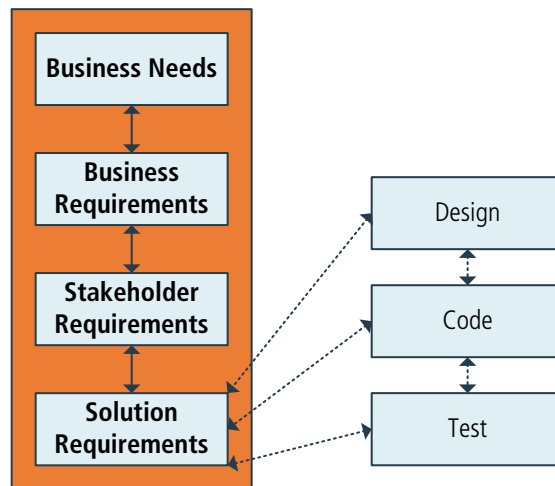 Business Needs
Business
Requirements
Stakeholder
Requirements
Solution
Requirements
Design
Code
Test